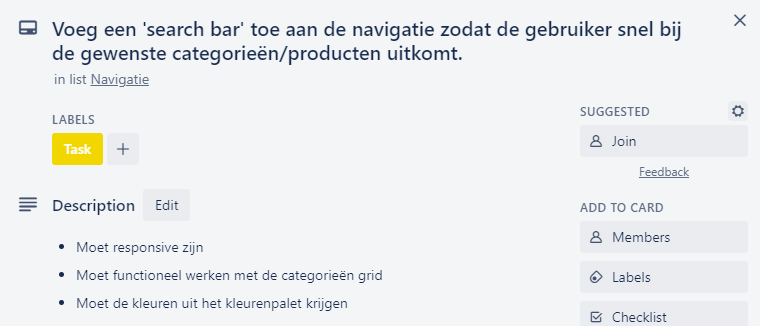 Voeg een 'search bar' toe aan de navigatie zodat de gebruiker snel bij
de gewenste categorieën/producten uitkomt.
in list Navigatie
LABELS
Task
Description Edit
Moet responsive zijn
Moet functioneel werken met de categorieën grid
Moet de kleuren uit het kleurenpalet krijgen
SUGGESTED
Join
Feedback
ADD TO CARD
Members
Labels
Checklist